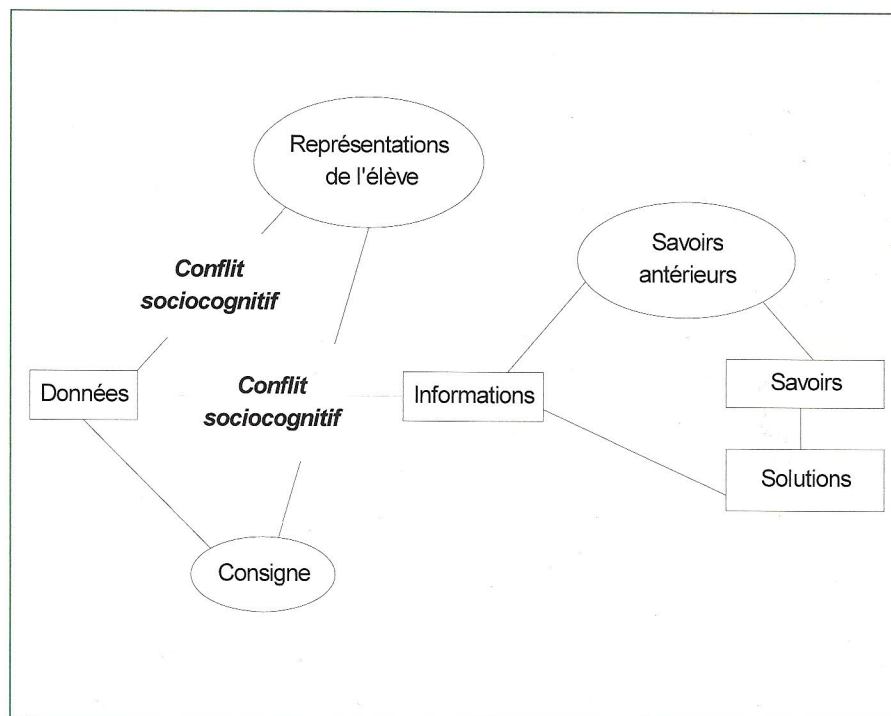 Représentations
de l'élève
Savoirs
antérieurs
Conflit
sociocognitif
Données
Conflit
sociocognitif
Informations
Savoirs
Solutions
Consigne